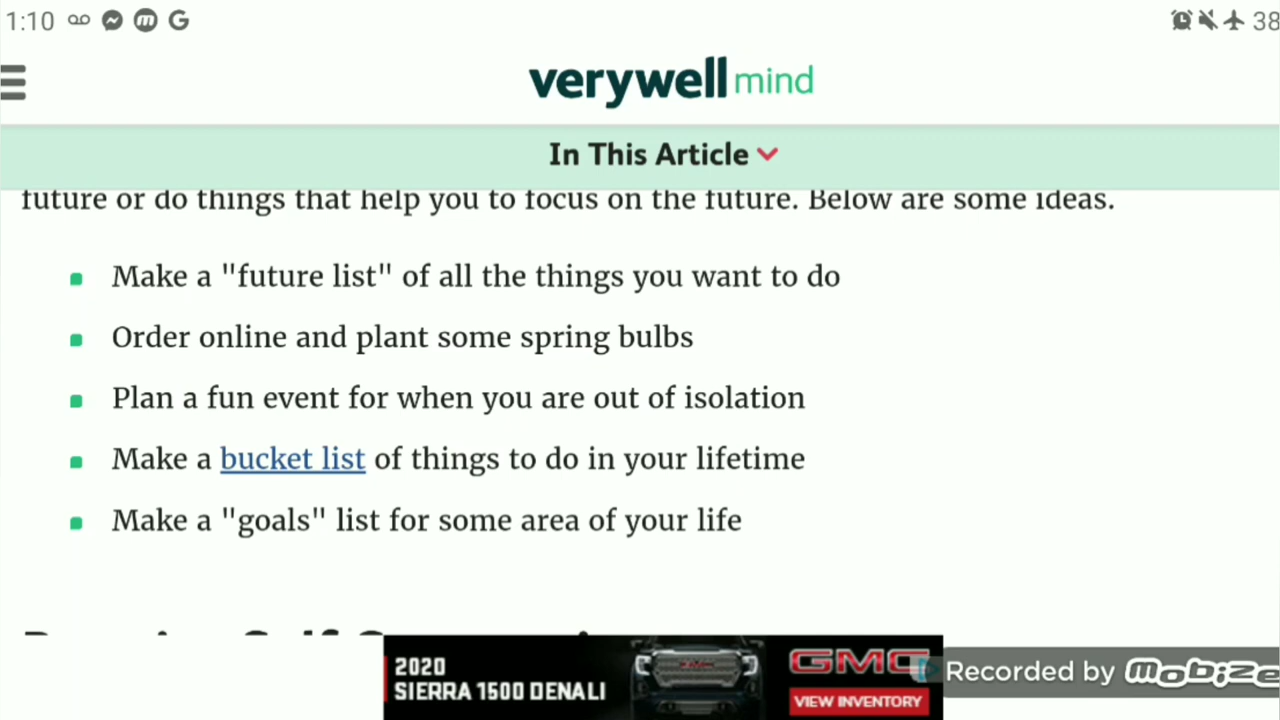 1:10
38
verywell mind
In This Article
future or do things that help you to focus on the future. Below are some ideas.
Make a "future list" of all the things you want to do
Order online and plant some spring bulbs
Plan a fun event for when you are out of isolation
Make a bucket list of things to do in your lifetime
Make a "goals" list for some area of your life
2020
SIERRA 1500 DENALI
GMC
VIEW INVENTORY
Recorded by Mobize